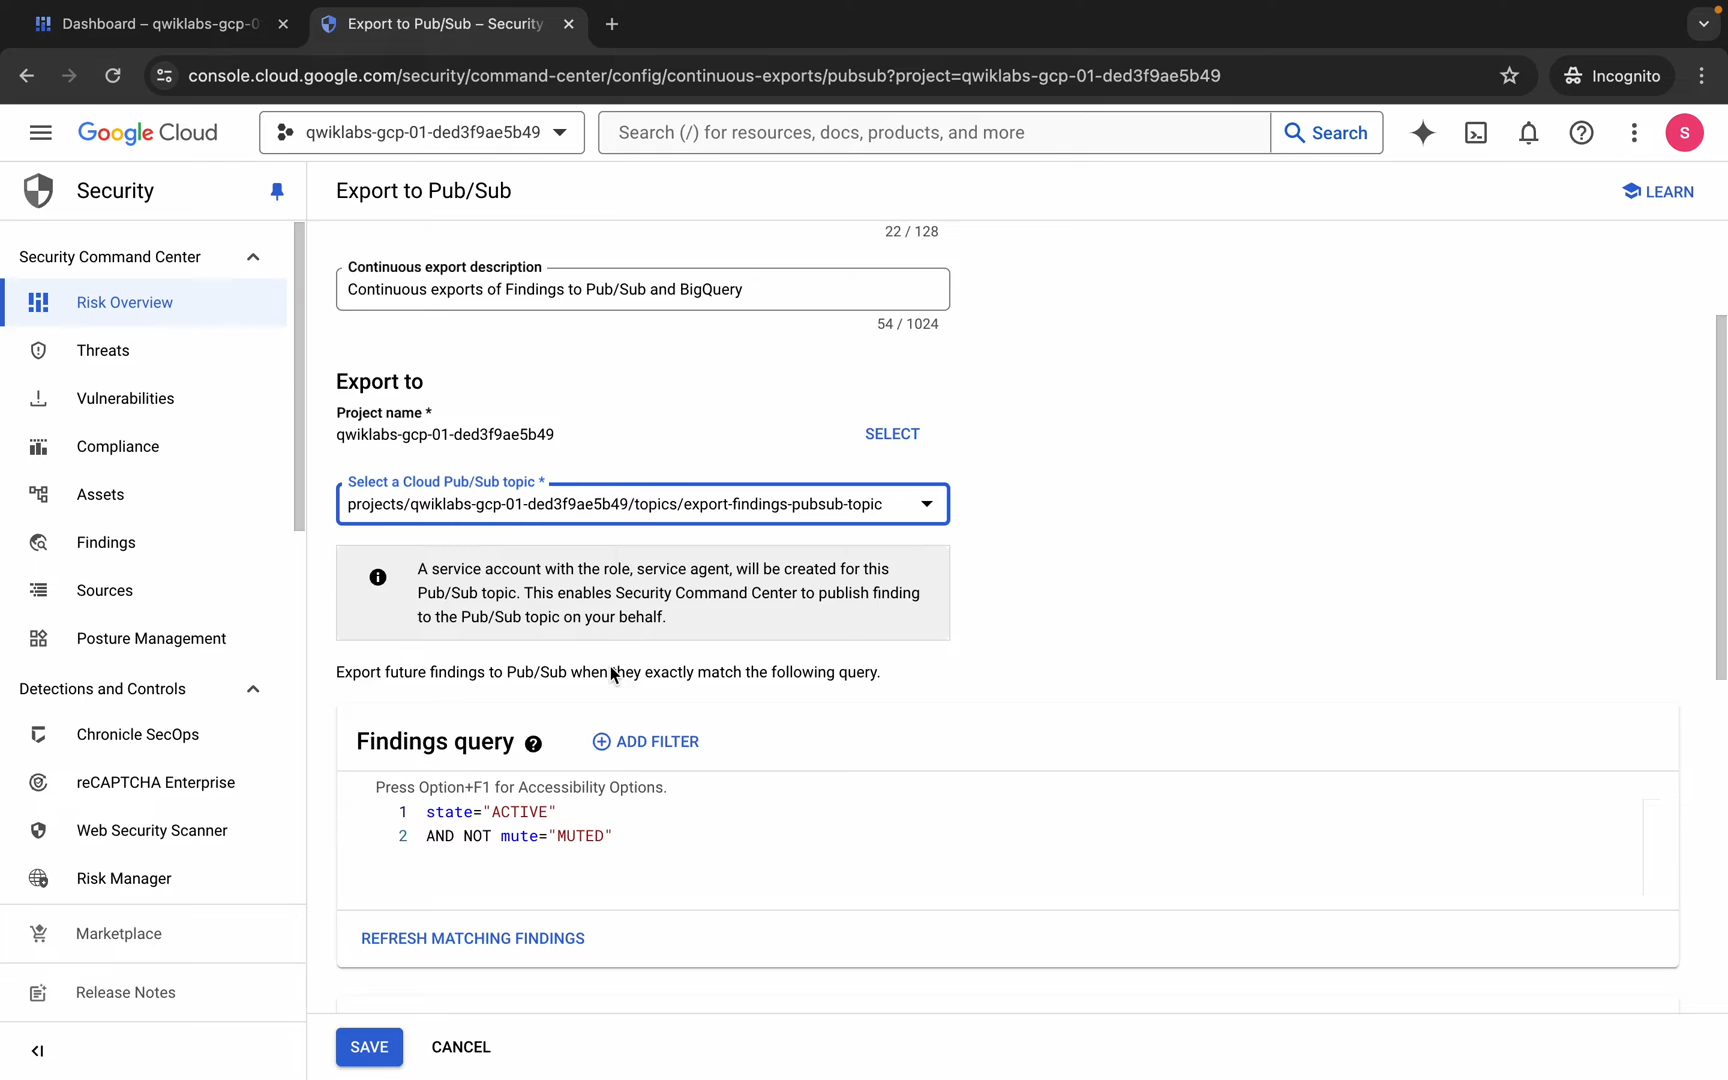 Dashboard – qwiklabs-gcp-0
Export to Pub/Sub – Security
console.cloud.google.com/security/command-center/config/continuous-exports/pubsub?project=qwiklabs-gcp-01-ded3f9ae5b49
Incognito
Google Cloud
qwiklabs-gcp-01-ded3f9ae5b49
Search (/) for resources, docs, products, and more
Search
S
Security
Export to Pub/Sub
LEARN
Security Command Center
Risk Overview
Threats
Vulnerabilities
Compliance
Assets
Findings
Sources
Posture Management
Detections and Controls
Chronicle SecOps
reCAPTCHA Enterprise
Web Security Scanner
Risk Manager
Marketplace
Release Notes
22 / 128
Continuous export description
Continuous exports of Findings to Pub/Sub and BigQuery
54 / 1024
Export to
Project name *
qwiklabs-gcp-01-ded3f9ae5b49
SELECT
Select a Cloud Pub/Sub topic *
projects/qwiklabs-gcp-01-ded3f9ae5b49/topics/export-findings-pubsub-topic
A service account with the role, service agent, will be created for this
Pub/Sub topic. This enables Security Command Center to publish finding
to the Pub/Sub topic on your behalf.
Export future findings to Pub/Sub when they exactly match the following query.
Findings query
ADD FILTER
Press Option+F1 for Accessibility Options.
1 state="ACTIVE"
2 AND NOT mute="MUTED"
REFRESH MATCHING FINDINGS
SAVE
CANCEL